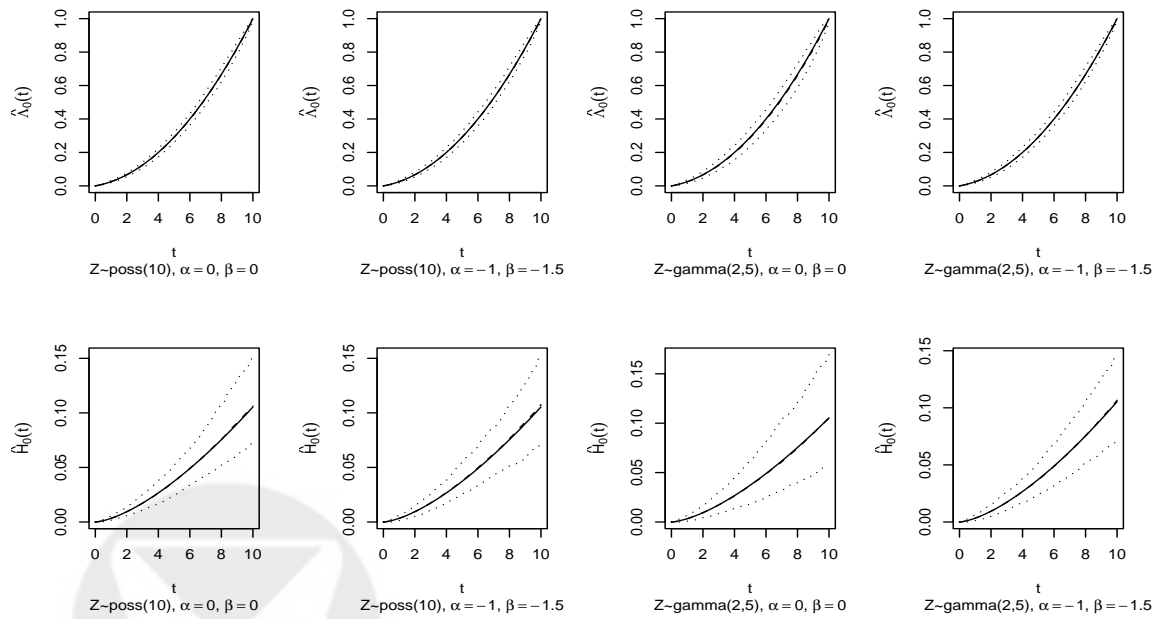 Λ̂₀(t)
0.0 0.2 0.4 0.6 0.8 1.0
0 2 4 6 8 10
t
Z~poss(10), α = 0, β = 0
Λ̂₀(t)
0.0 0.2 0.4 0.6 0.8 1.0
0 2 4 6 8 10
t
Z~poss(10), α = −1, β = −1.5
Λ̂₀(t)
0.0 0.2 0.4 0.6 0.8 1.0
0 2 4 6 8 10
t
Z~gamma(2,5), α = 0, β = 0
Λ̂₀(t)
0.0 0.2 0.4 0.6 0.8 1.0
0 2 4 6 8 10
t
Z~gamma(2,5), α = −1, β = −1.5
Ĥ₀(t)
0.00 0.05 0.10 0.15
0 2 4 6 8 10
t
Z~poss(10), α = 0, β = 0
Ĥ₀(t)
0.00 0.05 0.10 0.15
0 2 4 6 8 10
t
Z~poss(10), α = −1, β = −1.5
Ĥ₀(t)
0.00 0.05 0.10 0.15
0 2 4 6 8 10
t
Z~gamma(2,5), α = 0, β = 0
Ĥ₀(t)
0.00 0.05 0.10 0.15
0 2 4 6 8 10
t
Z~gamma(2,5), α = −1, β = −1.5